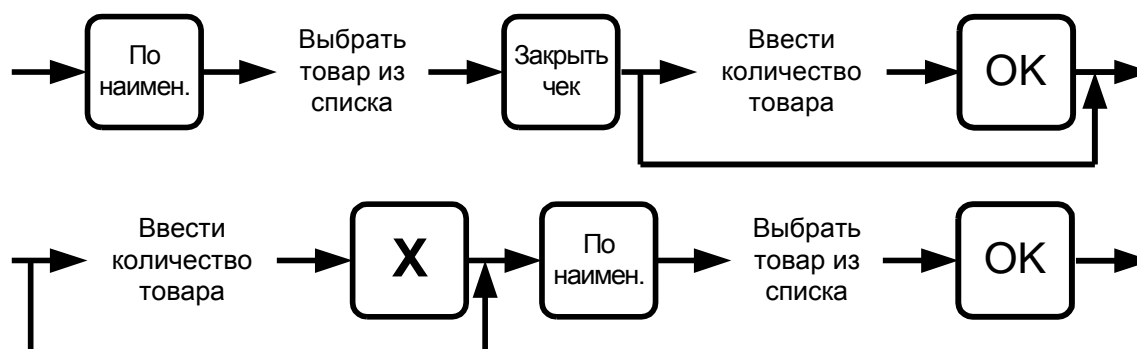 По
наимен.
Выбрать
товар из
списка
Закрыть
чек
Ввести
количество
товара
OK
Ввести
количество
товара
X
По
наимен.
Выбрать
товар из
списка
OK